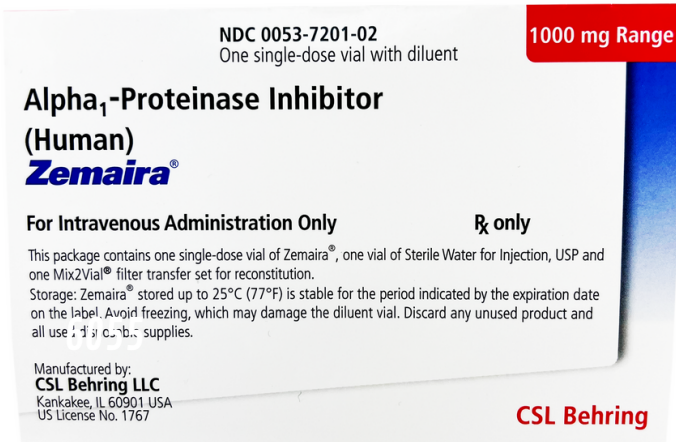 NDC 0053-7201-02
One single-dose vial with diluent
1000 mg Range
Alpha₁-Proteinase Inhibitor
(Human)
Zemaira®
For Intravenous Administration Only
Rx only
This package contains one single-dose vial of Zemaira®, one vial of Sterile Water for Injection, USP and
one Mix2Vial® filter transfer set for reconstitution.
Storage: Zemaira® stored up to 25°C (77°F) is stable for the period indicated by the expiration date
on the label. Avoid freezing, which may damage the diluent vial. Discard any unused product and
all use supplies.
Manufactured by:
CSL Behring LLC
Kankakee, IL 60901 USA
US License No. 1767
CSL Behring